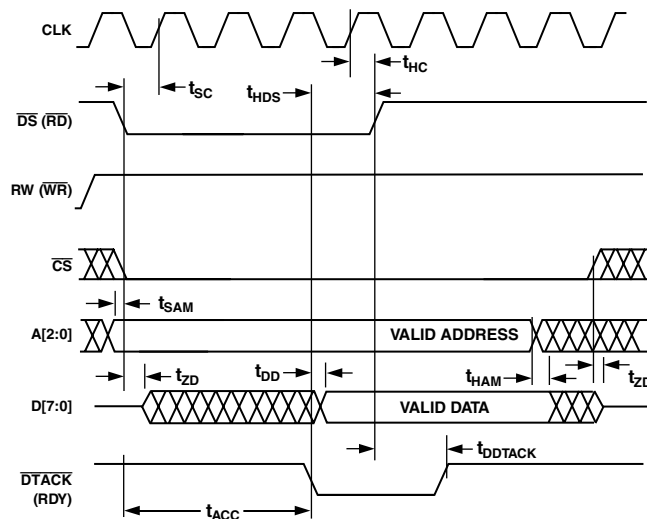 CLK
tHC
tSC
tHDS
DS (RD)
RW (WR)
CS
tSAM
A[2:0]
VALID ADDRESS
tZD
tDD
tHAM
tZD
D[7:0]
VALID DATA
tDDTACK
DTACK
(RDY)
tACC